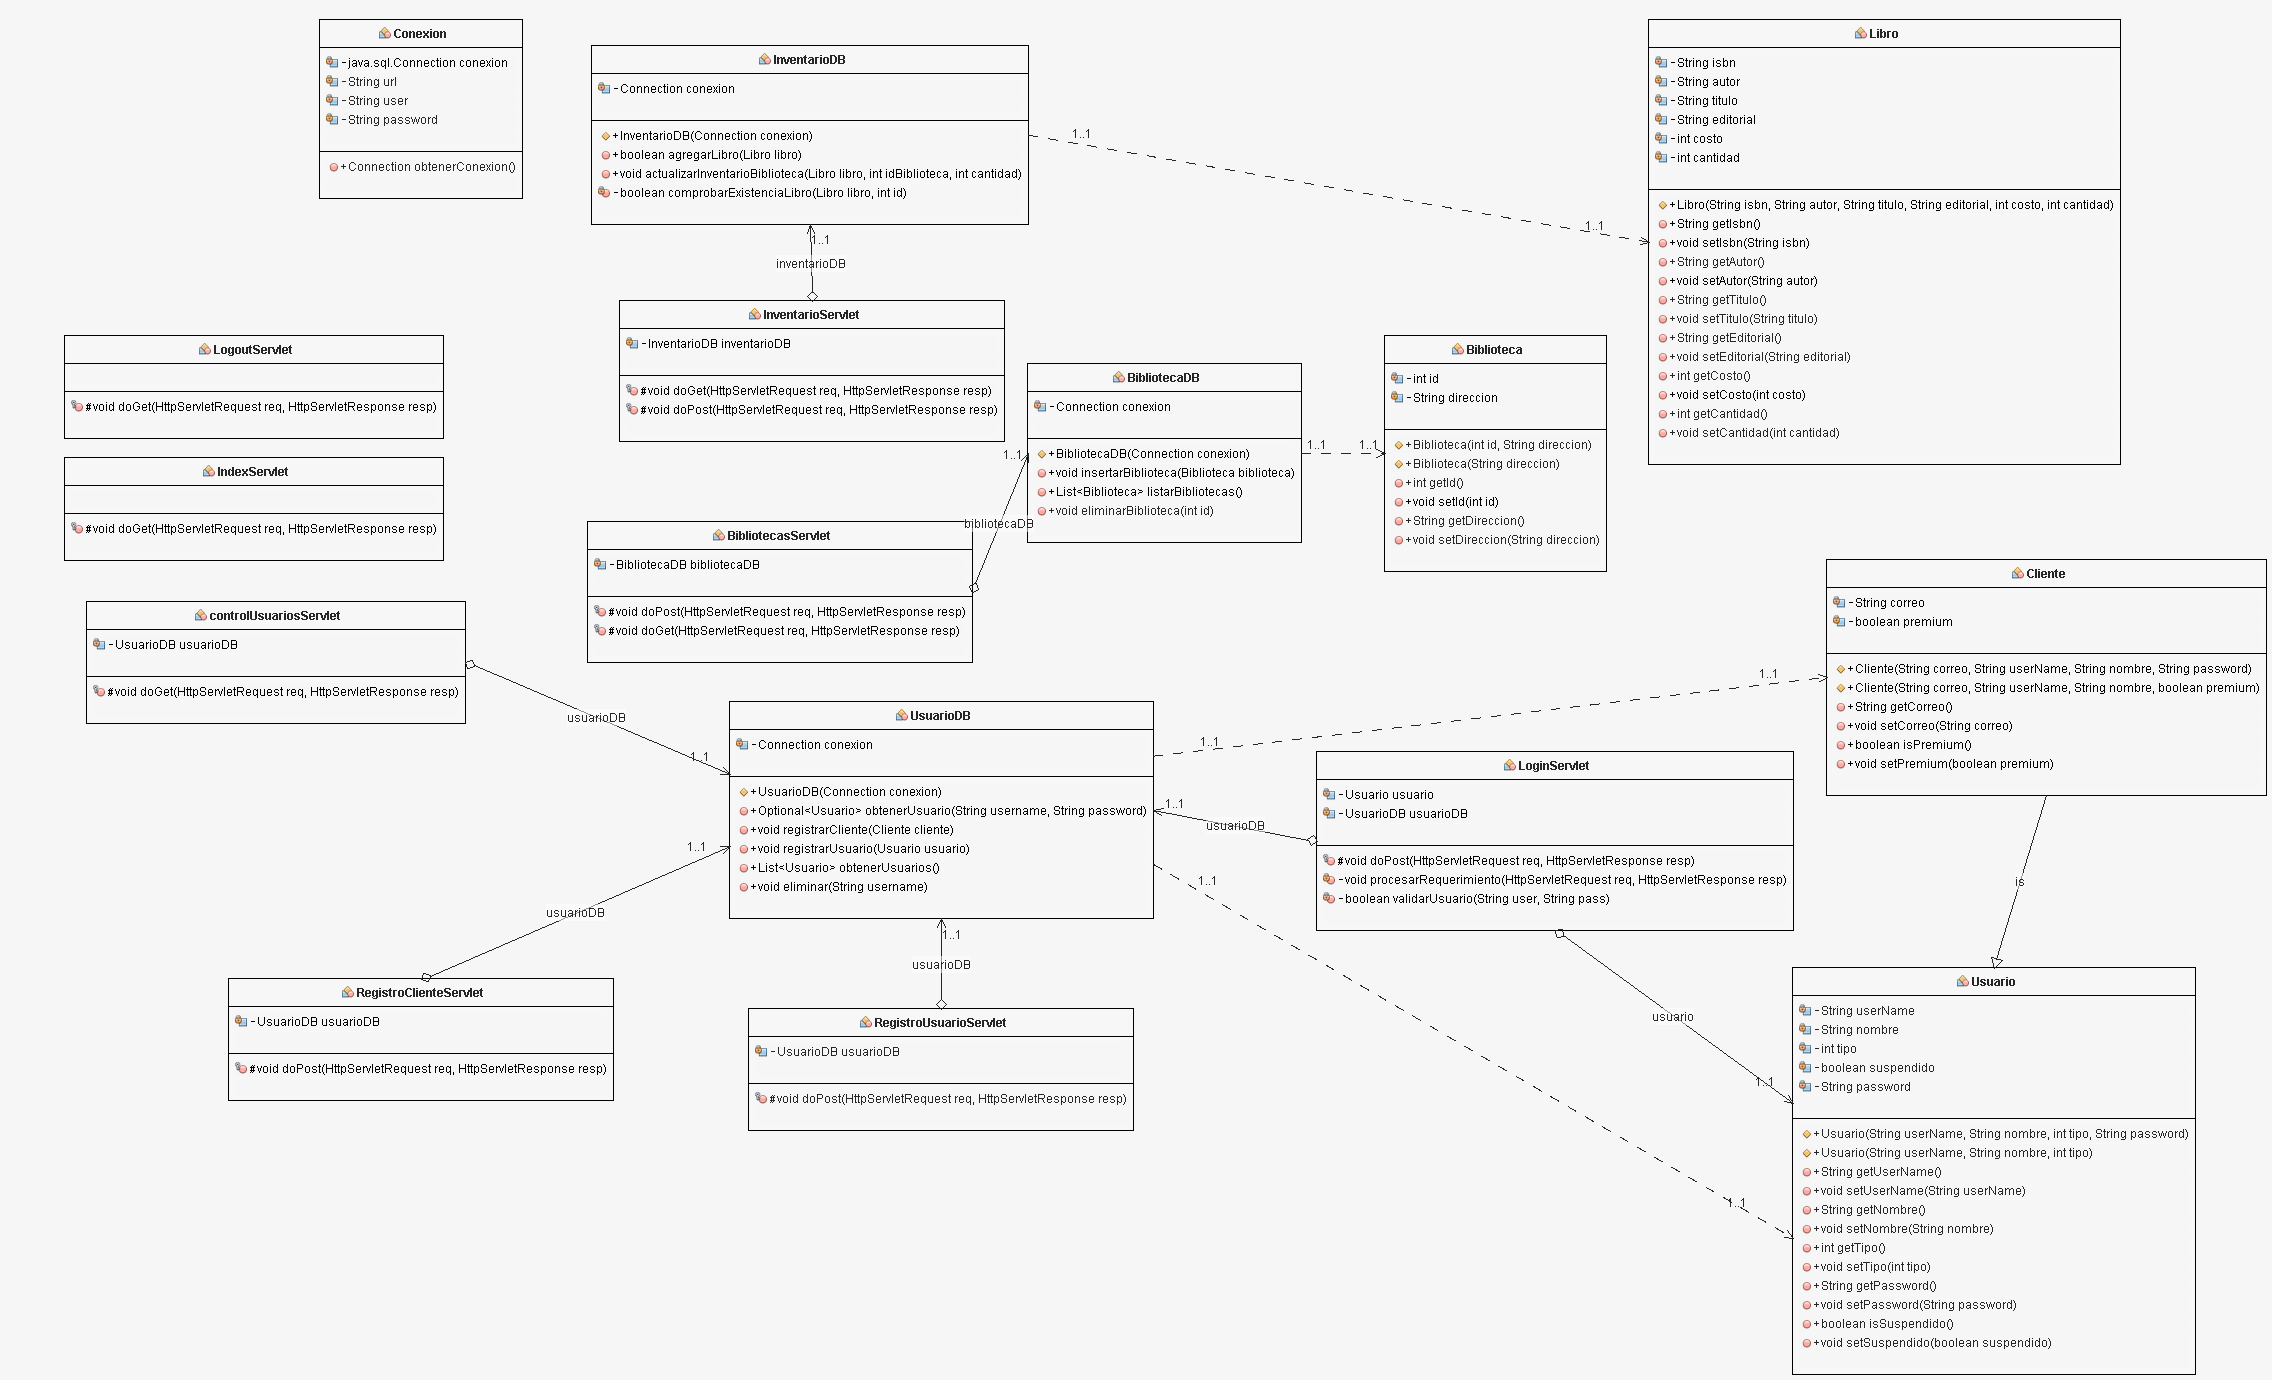 Conexion
-java.sql.Connection conexion
-String url
-String user
-String password
+Connection obtenerConexion()
InventarioDB
-Connection conexion
+InventarioDB(Connection conexion)
+boolean agregarLibro(Libro libro)
+void actualizarInventarioBiblioteca(Libro libro, int idBiblioteca, int cantidad)
-boolean comprobarExistenciaLibro(Libro libro, int id)
1..1
1..1
Libro
-String isbn
-String autor
-String titulo
-String editorial
-int costo
-int cantidad
+Libro(String isbn, String autor, String titulo, String editorial, int costo, int cantidad)
+String getIsbn()
+void setIsbn(String isbn)
+String getAutor()
+void setAutor(String autor)
+String getTitulo()
+void setTitulo(String titulo)
+String getEditorial()
+void setEditorial(String editorial)
+int getCosto()
+void setCosto(int costo)
+int getCantidad()
+void setCantidad(int cantidad)
1..1
inventarioDB
InventarioServlet
-InventarioDB inventarioDB
#void doGet(HttpServletRequest req, HttpServletResponse resp)
#void doPost(HttpServletRequest req, HttpServletResponse resp)
LogoutServlet
#void doGet(HttpServletRequest req, HttpServletResponse resp)
IndexServlet
#void doGet(HttpServletRequest req, HttpServletResponse resp)
BibliotecaDB
-Connection conexion
+BibliotecaDB(Connection conexion)
+void insertarBiblioteca(Biblioteca biblioteca)
+List<Biblioteca> listarBibliotecas()
+void eliminarBiblioteca(int id)
1..1
1..1
Biblioteca
-int id
-String direccion
+Biblioteca(int id, String direccion)
+Biblioteca(String direccion)
+int getId()
+void setId(int id)
+String getDireccion()
+void setDireccion(String direccion)
1..1
bibliotecaDB
BibliotecasServlet
-BibliotecaDB bibliotecaDB
#void doPost(HttpServletRequest req, HttpServletResponse resp)
#void doGet(HttpServletRequest req, HttpServletResponse resp)
controlUsuariosServlet
-UsuarioDB usuarioDB
#void doGet(HttpServletRequest req, HttpServletResponse resp)
usuarioDB
1..1
Cliente
-String correo
-boolean premium
+Cliente(String correo, String userName, String nombre, String password)
+Cliente(String correo, String userName, String nombre, boolean premium)
+String getCorreo()
+void setCorreo(String correo)
+boolean isPremium()
+void setPremium(boolean premium)
1..1
1..1
UsuarioDB
-Connection conexion
+UsuarioDB(Connection conexion)
+Optional<Usuario> obtenerUsuario(String username, String password)
+void registrarCliente(Cliente cliente)
+void registrarUsuario(Usuario usuario)
+List<Usuario> obtenerUsuarios()
+void eliminar(String username)
1..1
usuarioDB
LoginServlet
-Usuario usuario
-UsuarioDB usuarioDB
#void doPost(HttpServletRequest req, HttpServletResponse resp)
-void procesarRequerimiento(HttpServletRequest req, HttpServletResponse resp)
-boolean validarUsuario(String user, String pass)
1..1
1..1
usuarioDB
is
RegistroClienteServlet
-UsuarioDB usuarioDB
#void doPost(HttpServletRequest req, HttpServletResponse resp)
1..1
usuarioDB
RegistroUsuarioServlet
-UsuarioDB usuarioDB
#void doPost(HttpServletRequest req, HttpServletResponse resp)
usuario
1..1
1..1
Usuario
-String userName
-String nombre
-int tipo
-boolean suspendido
-String password
+Usuario(String userName, String nombre, int tipo, String password)
+Usuario(String userName, String nombre, int tipo)
+String getUserName()
+void setUserName(String userName)
+String getNombre()
+void setNombre(String nombre)
+int getTipo()
+void setTipo(int tipo)
+String getPassword()
+void setPassword(String password)
+boolean isSuspendido()
+void setSuspendido(boolean suspendido)